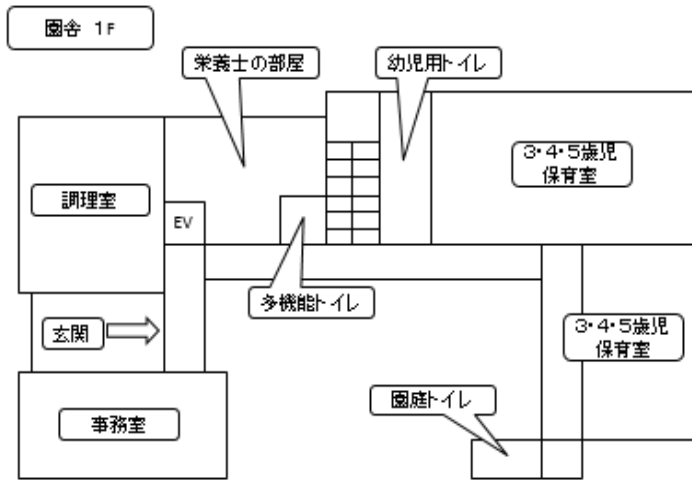 園舎 1F
栄養士の部屋
幼児用トイレ
3・4・5歳児
保育室
調理室
EV
多機能トイレ
玄関
3・4・5歳児
保育室
園庭トイレ
事務室